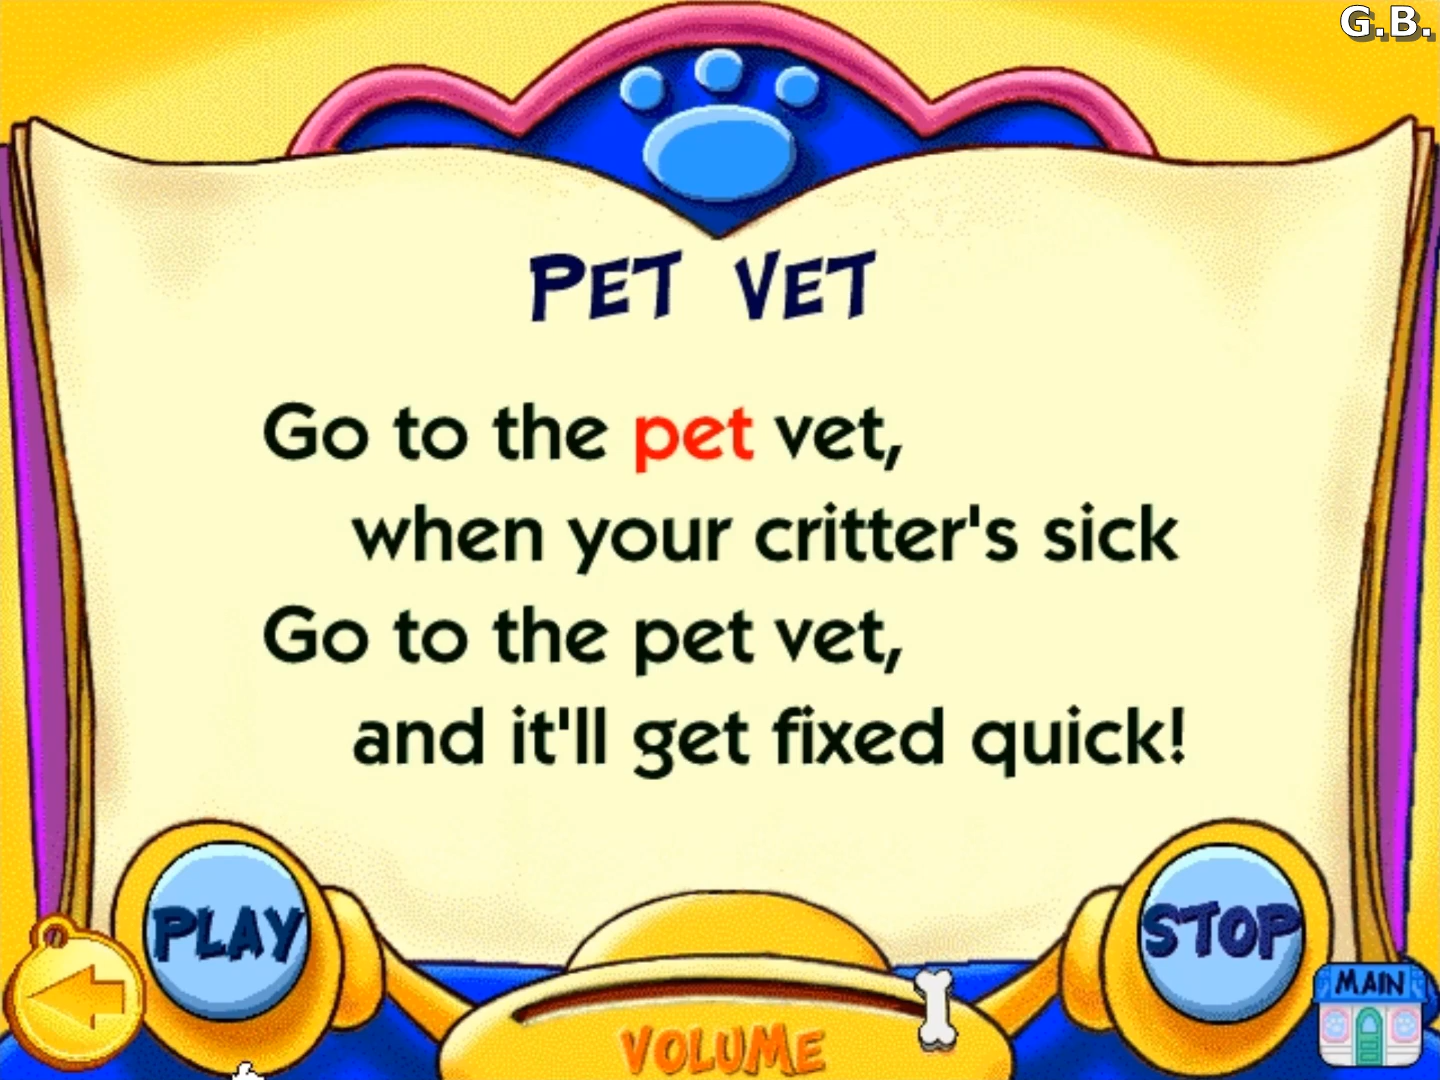 G.B.
PET VET
Go to the pet vet,
when your critter's sick
Go to the pet vet,
and it'll get fixed quick!
PLAY
STOP
MAIN
VOLUME